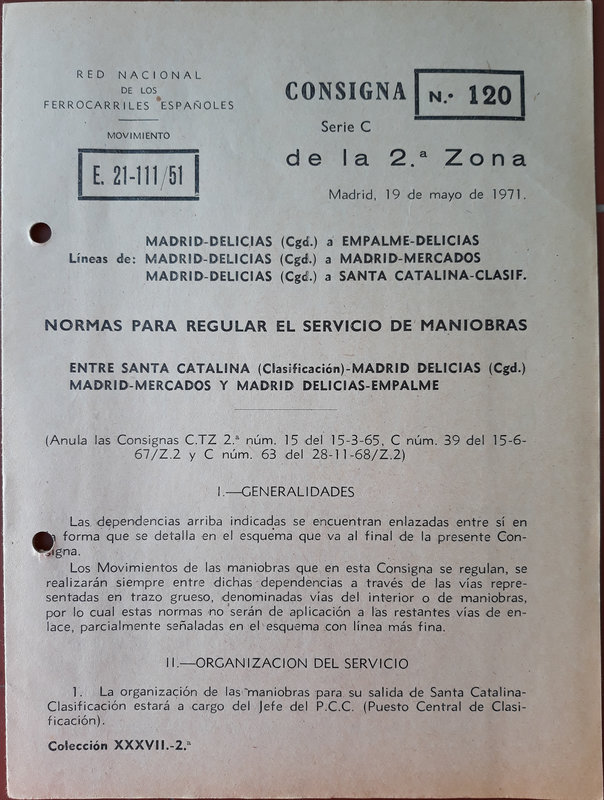 RED NACIONAL
DE LOS
FERROCARRILES ESPAÑOLES
MOVIMIENTO
E. 21-111/51
CONSIGNA N.º 120
Serie C
de la 2.ª Zona
Madrid, 19 de mayo de 1971.
MADRID-DELICIAS (Cgd.) a EMPALME-DELICIAS
Líneas de: MADRID-DELICIAS (Cgd.) a MADRID-MERCADOS
MADRID-DELICIAS (Cgd.) a SANTA CATALINA-CLASIF.
NORMAS PARA REGULAR EL SERVICIO DE MANIOBRAS
ENTRE SANTA CATALINA (Clasificación)-MADRID DELICIAS (Cgd.)
MADRID-MERCADOS Y MADRID DELICIAS-EMPALME
(Anula las Consignas C.TZ 2.ª núm. 15 del 15-3-65, C núm. 39 del 15-6-
67/Z.2 y C núm. 63 del 28-11-68/Z.2)
I.—GENERALIDADES
Las dependencias arriba indicadas se encuentran enlazadas entre sí en
forma que se detalla en el esquema que va al final de la presente Con-
signa.
Los Movimientos de las maniobras que en esta Consigna se regulan, se
realizarán siempre entre dichas dependencias a través de las vías repre-
sentadas en trazo grueso, denominadas vías del interior o de maniobras,
por lo cual estas normas no serán de aplicación a las restantes vías de en-
lace, parcialmente señaladas en el esquema con línea más fina.
II.—ORGANIZACION DEL SERVICIO
1. La organización de las maniobras para su salida de Santa Catalina-
Clasificación estará a cargo del Jefe del P.C.C. (Puesto Central de Clasi-
ficación).
Colección XXXVII.-2.ª